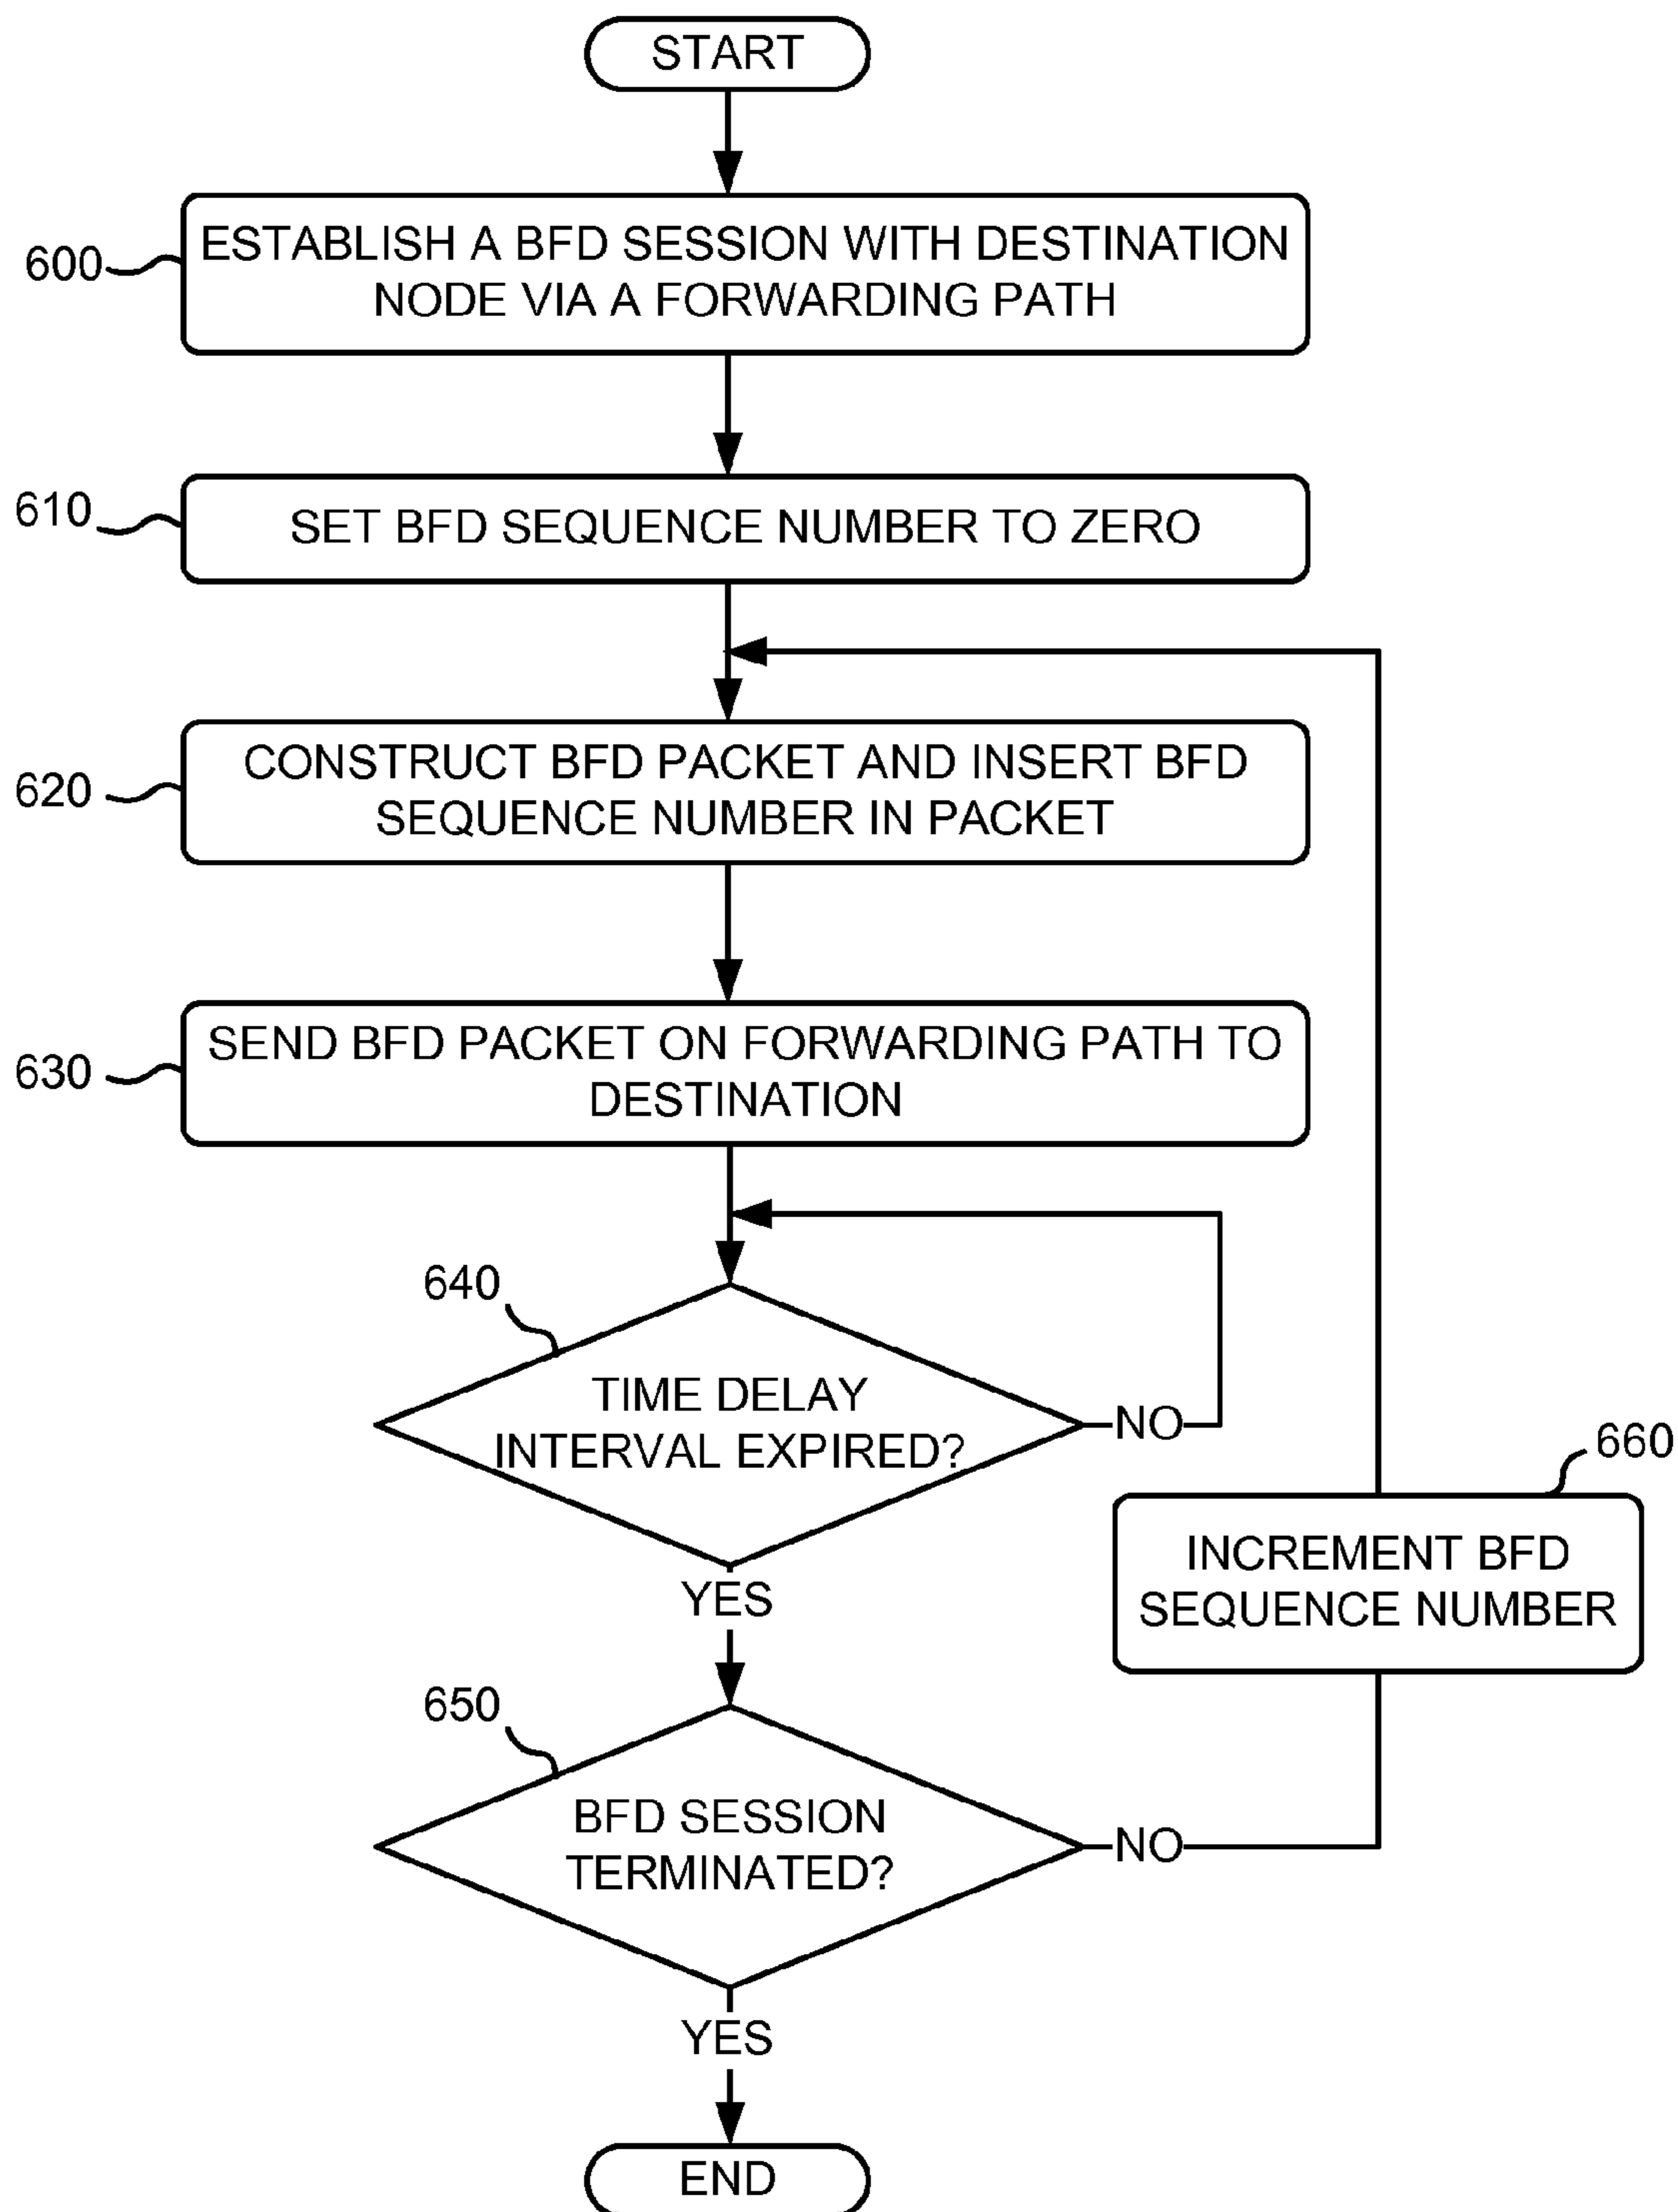 START
600
ESTABLISH A BFD SESSION WITH DESTINATION
NODE VIA A FORWARDING PATH
610
SET BFD SEQUENCE NUMBER TO ZERO
620
CONSTRUCT BFD PACKET AND INSERT BFD
SEQUENCE NUMBER IN PACKET
630
SEND BFD PACKET ON FORWARDING PATH TO
DESTINATION
640
TIME DELAY
INTERVAL EXPIRED?
NO
YES
660
INCREMENT BFD
SEQUENCE NUMBER
650
BFD SESSION
TERMINATED?
NO
YES
END